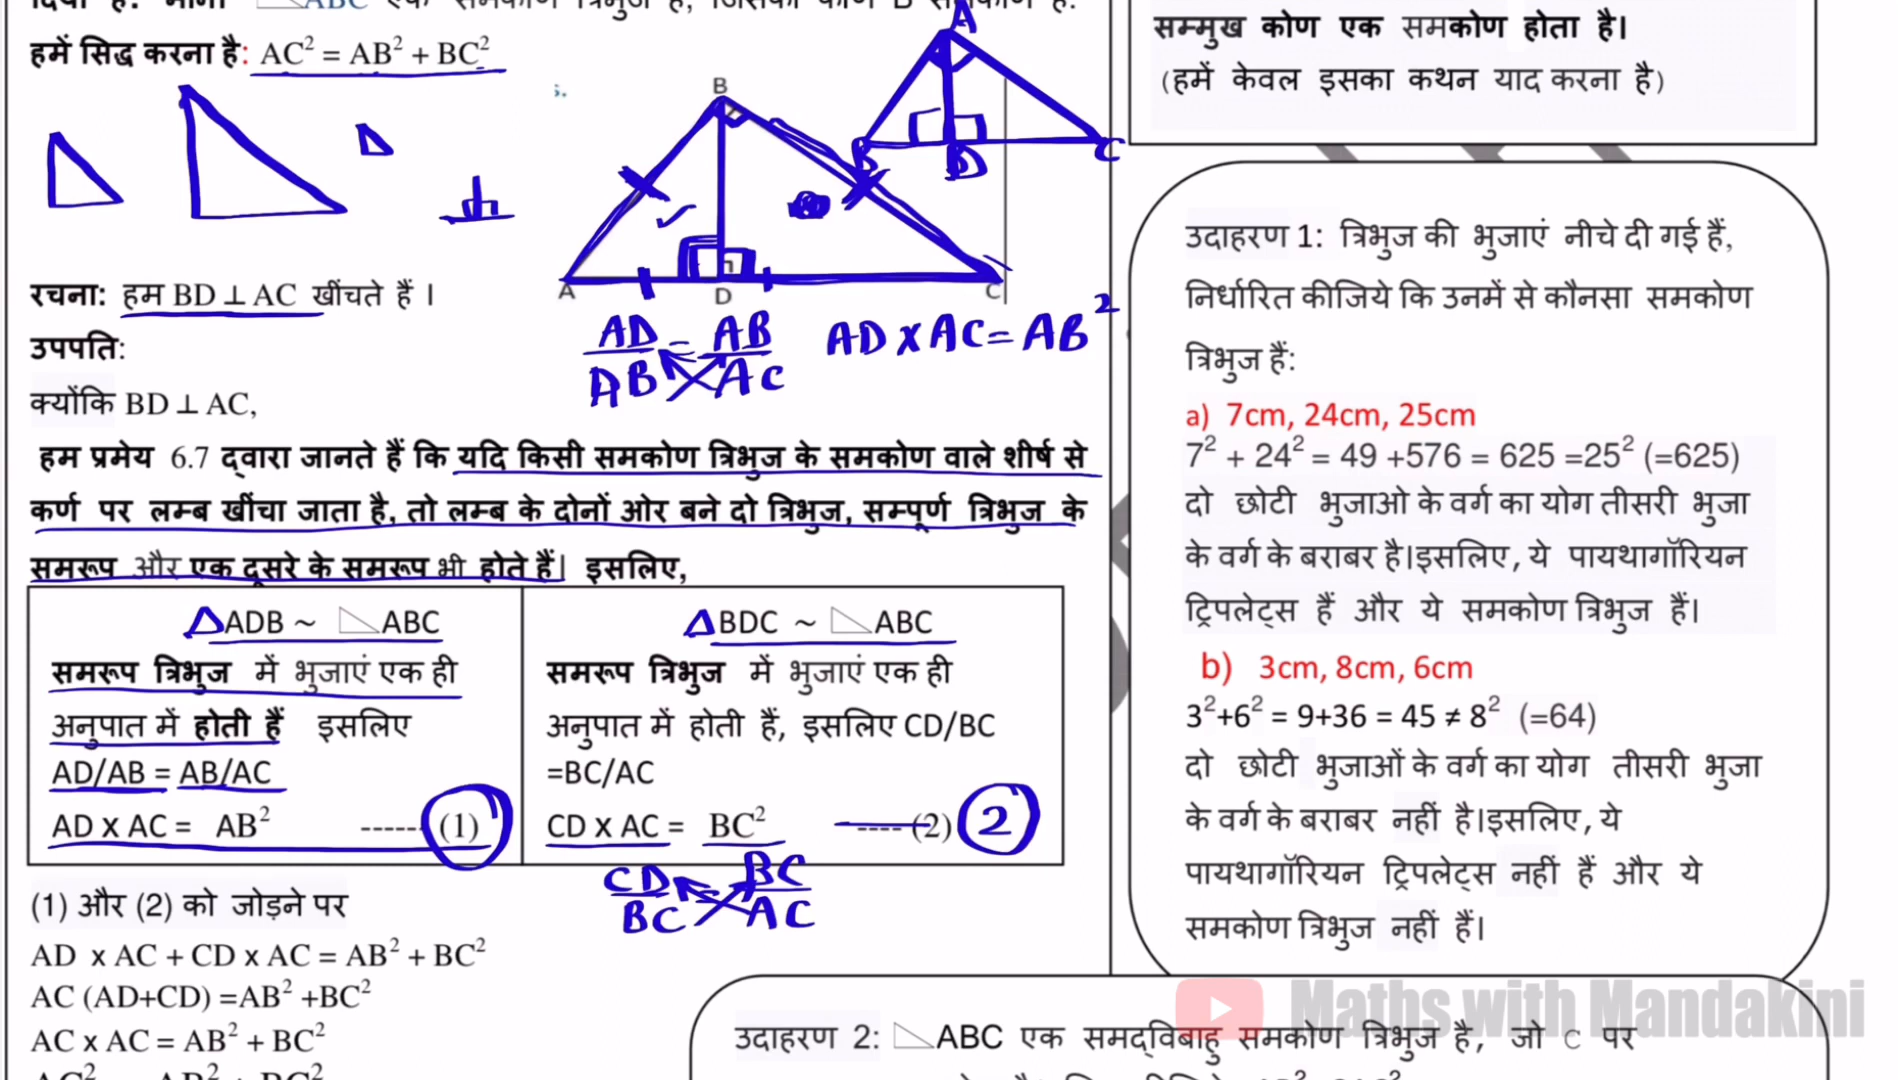 हमें सिद्ध करना है: AC² = AB² + BC²
B
A
D
C
A
B
D
C
रचना: हम BD ⊥ AC खींचते हैं ।
उपपति:
क्योंकि BD ⊥ AC,
AD/AB = AB/AC
AD X AC = AB²
हम प्रमेय 6.7 द्वारा जानते हैं कि यदि किसी समकोण त्रिभुज के समकोण वाले शीर्ष से
कर्ण पर लम्ब खींचा जाता है, तो लम्ब के दोनों ओर बने दो त्रिभुज, सम्पूर्ण त्रिभुज के
समरूप और एक दूसरे के समरूप भी होते हैं। इसलिए,
ΔADB ~ ABC
समरूप त्रिभुज में भुजाएं एक ही
अनुपात में होती हैं इसलिए
AD/AB = AB/AC
AD x AC = AB² ------ (1)
ΔBDC ~ ABC
समरूप त्रिभुज में भुजाएं एक ही
अनुपात में होती हैं, इसलिए CD/BC
=BC/AC
CD x AC = BC² ---- (2) 2
CD/BC = BC/AC
(1) और (2) को जोड़ने पर
AD x AC + CD x AC = AB² + BC²
AC (AD+CD) =AB² +BC²
AC x AC = AB² + BC²
सम्मुख कोण एक समकोण होता है।
(हमें केवल इसका कथन याद करना है)
उदाहरण 1: त्रिभुज की भुजाएं नीचे दी गई हैं,
निर्धारित कीजिये कि उनमें से कौनसा समकोण
त्रिभुज हैं:
a) 7cm, 24cm, 25cm
7² + 24² = 49 +576 = 625 =25² (=625)
दो छोटी भुजाओ के वर्ग का योग तीसरी भुजा
के वर्ग के बराबर है।इसलिए, ये पायथागॉरियन
ट्रिपलेट्स हैं और ये समकोण त्रिभुज हैं।
b) 3cm, 8cm, 6cm
3²+6² = 9+36 = 45 ≠ 8² (=64)
दो छोटी भुजाओं के वर्ग का योग तीसरी भुजा
के वर्ग के बराबर नहीं है।इसलिए, ये
पायथागॉरियन ट्रिपलेट्स नहीं हैं और ये
समकोण त्रिभुज नहीं हैं।
Maths with Mandakini
उदाहरण 2: ABC एक समद्विबाहु समकोण त्रिभुज है, जो C पर